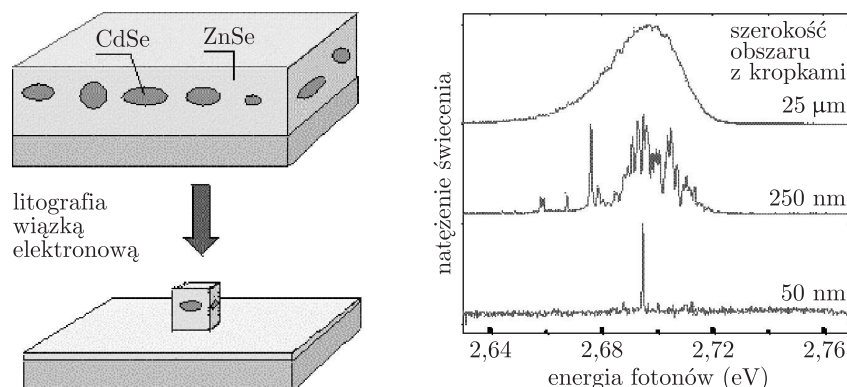 CdSe
ZnSe
litografia
wiązką
elektronową
szerokość
obszaru
z kropkami
25 μm
250 nm
50 nm
natężenie świecenia
2,64
2,68
2,72
2,76
energia fotonów (eV)